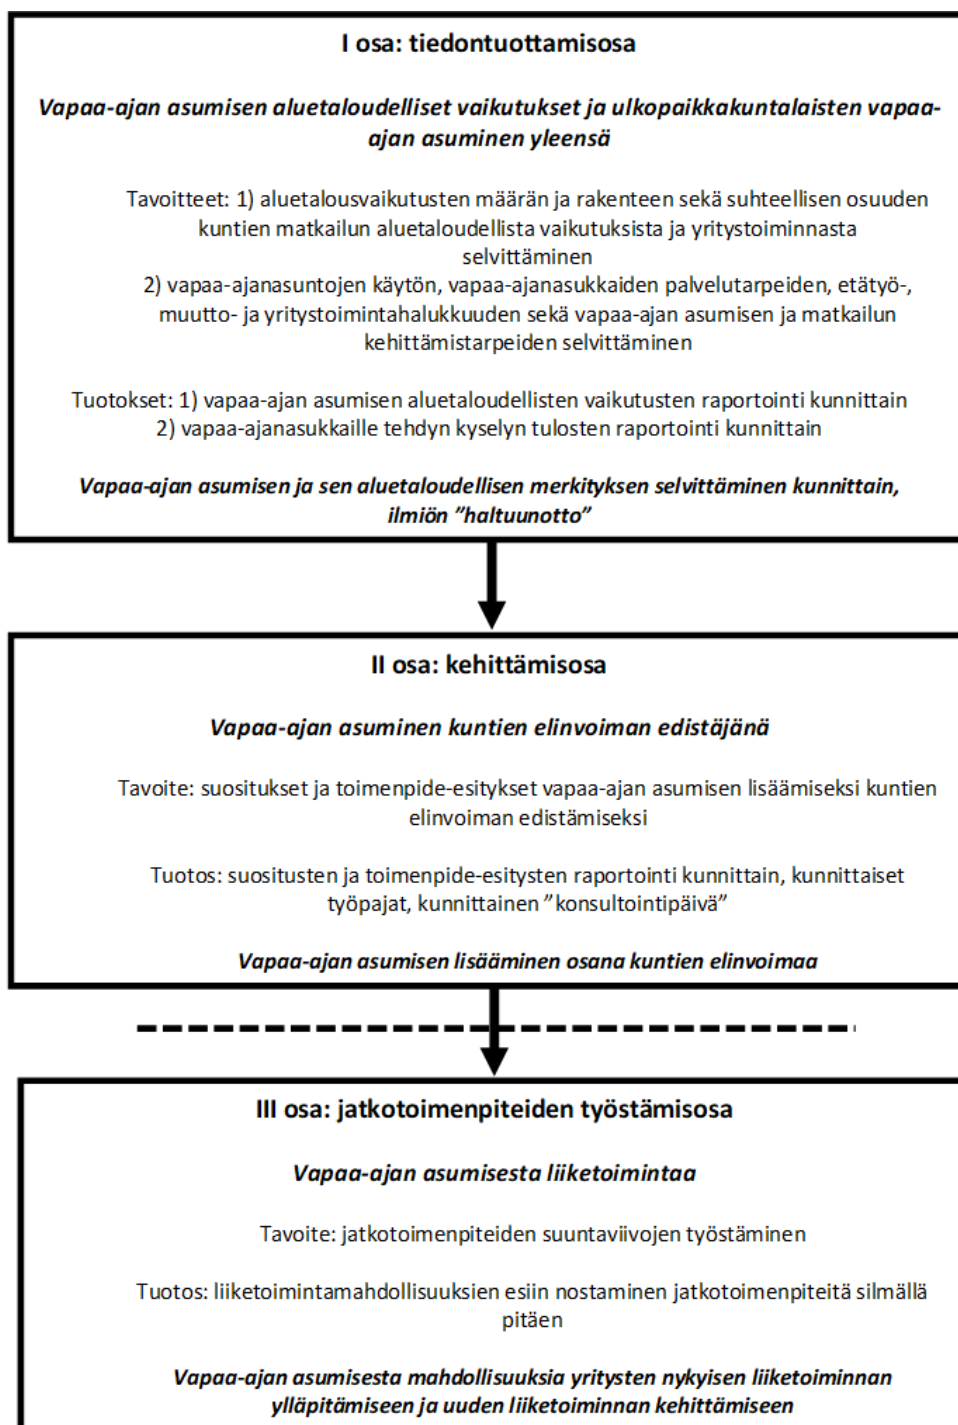 I osa: tiedontuottamisosa
Vapaa-ajan asumisen aluetaloudelliset vaikutukset ja ulkopaikkakuntalaisten vapaa-
ajan asuminen yleensä
Tavoitteet: 1) aluetalousvaikutusten määrän ja rakenteen sekä suhteellisen osuuden
kuntien matkailun aluetaloudellista vaikutuksista ja yritystoiminnasta
selvittäminen
2) vapaa-ajanasuntojen käytön, vapaa-ajanasukkaiden palvelutarpeiden, etätyö-,
muutto- ja yritystoimintahalukkuuden sekä vapaa-ajan asumisen ja matkailun
kehittämistarpeiden selvittäminen
Tuotokset: 1) vapaa-ajan asumisen aluetaloudellisten vaikutusten raportointi kunnittain
2) vapaa-ajanasukkaille tehdyn kyselyn tulosten raportointi kunnittain
Vapaa-ajan asumisen ja sen aluetaloudellisen merkityksen selvittäminen kunnittain,
ilmiön ”haltuunotto”
II osa: kehittämisosa
Vapaa-ajan asuminen kuntien elinvoiman edistäjänä
Tavoite: suositukset ja toimenpide-esitykset vapaa-ajan asumisen lisäämiseksi kuntien
elinvoiman edistämiseksi
Tuotos: suositusten ja toimenpide-esitysten raportointi kunnittain, kunnittaiset
työpajat, kunnittainen ”konsultointipäivä”
Vapaa-ajan asumisen lisääminen osana kuntien elinvoimaa
III osa: jatkotoimenpiteiden työstämisosa
Vapaa-ajan asumisesta liiketoimintaa
Tavoite: jatkotoimenpiteiden suuntaviivojen työstäminen
Tuotos: liiketoimintamahdollisuuksien esiin nostaminen jatkotoimenpiteitä silmällä
pitäen
Vapaa-ajan asumisesta mahdollisuuksia yritysten nykyisen liiketoiminnan
ylläpitämiseen ja uuden liiketoiminnan kehittämiseen